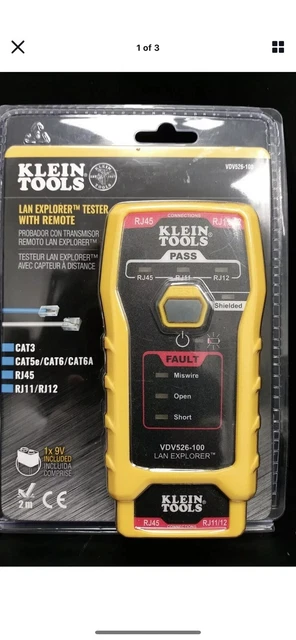 1 of 3
KLEIN
TOOLS
VDV526-100
LAN EXPLORER™ TESTER
WITH REMOTE
PROBADOR CON TRANSMISOR
REMOTO LAN EXPLORER™
TESTEUR LAN EXPLORER™
AVEC CAPTEUR À DISTANCE
CAT3
CAT5e/CAT6/CAT6A
RJ45
RJ11/RJ12
1x 9V
INCLUDED
INCLUIDA
COMPRISE
2 m
CE
RJ45
CONNECTIONS
KLEIN
TOOLS
PASS
RJ45
RJ11
RJ12
Shielded
FAULT
Miswire
Open
Short
VDV526-100
LAN EXPLORER™
KLEIN
TOOLS
RJ45
CONNECTIONS
RJ11/12